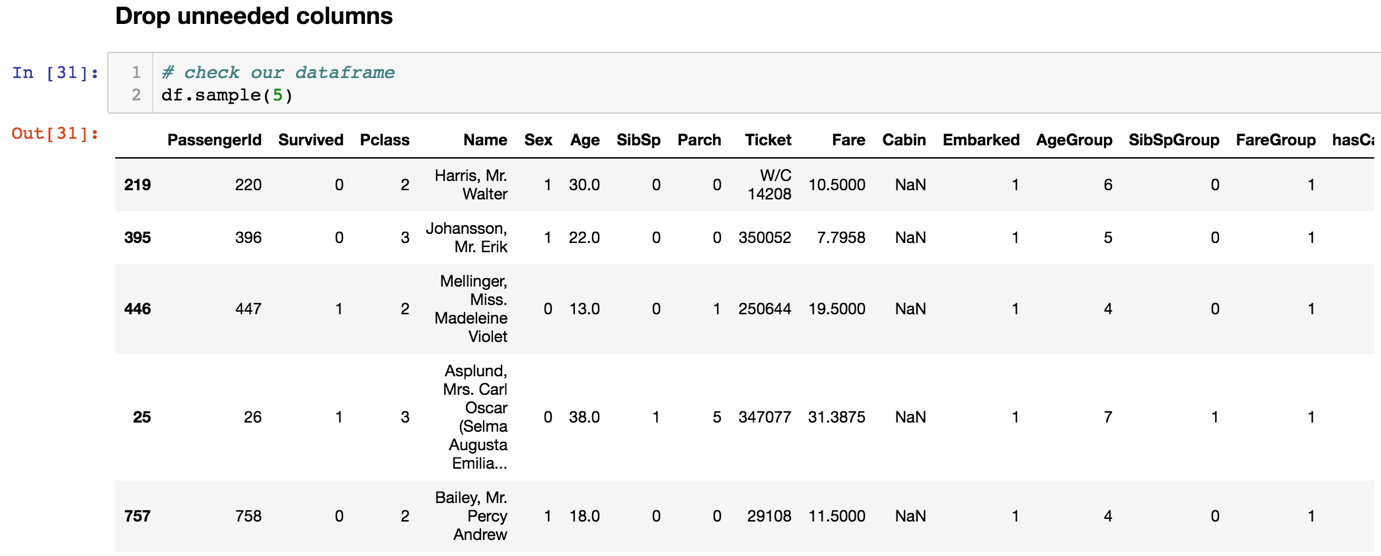 Drop unneeded columns
In [31]:
1 # check our dataframe
2 df.sample(5)
Out[31]:
PassengerId Survived Pclass Name Sex Age SibSp Parch Ticket Fare Cabin Embarked AgeGroup SibSpGroup FareGroup hasCa
219 220 0 2 Harris, Mr. Walter 1 30.0 0 0 W/C 14208 10.5000 NaN 1 6 0 1
395 396 0 3 Johansson, Mr. Erik 1 22.0 0 0 350052 7.7958 NaN 1 5 0 1
446 447 1 2 Mellinger, Miss. Madeleine Violet 0 13.0 0 1 250644 19.5000 NaN 1 4 0 1
25 26 1 3 Asplund, Mrs. Carl Oscar (Selma Augusta Emilia... 0 38.0 1 5 347077 31.3875 NaN 1 7 1 1
757 758 0 2 Bailey, Mr. Percy Andrew 1 18.0 0 0 29108 11.5000 NaN 1 4 0 1